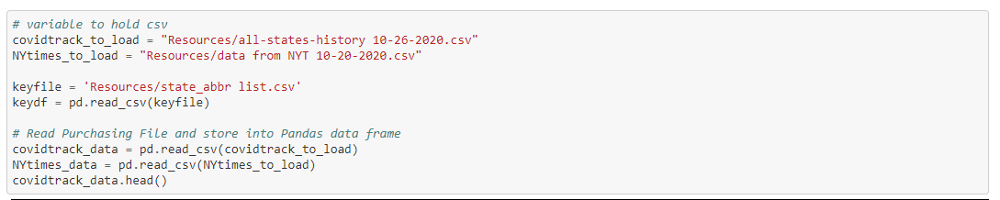 # variable to hold csv
covidtrack_to_load = "Resources/all-states-history 10-26-2020.csv"
NYtimes_to_load = "Resources/data from NYT 10-20-2020.csv"
keyfile = 'Resources/state_abbr list.csv'
keydf = pd.read_csv(keyfile)
# Read Purchasing File and store into Pandas data frame
covidtrack_data = pd.read_csv(covidtrack_to_load)
NYtimes_data = pd.read_csv(NYtimes_to_load)
covidtrack_data.head()